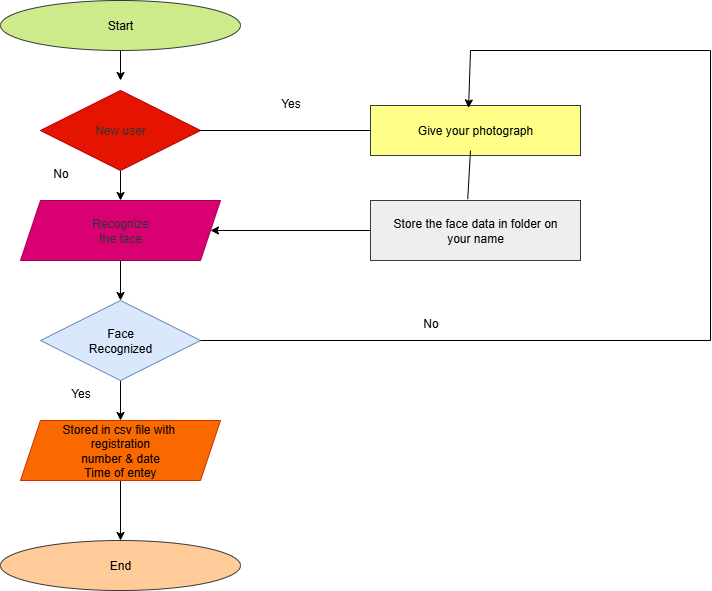 Start
Yes
New user
Give your photograph
No
Recognize
the face
Store the face data in folder on
your name
No
Face
Recognized
Yes
Stored in csv file with
registration
number & date
Time of entey
End